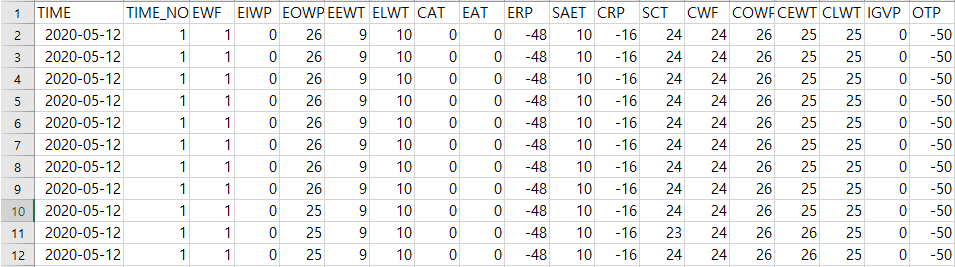 1 TIME TIME_NO EWF EIWP EOWP EEWT ELWT CAT EAT ERP SAET CRP SCT CWF COWF CEWT CLWT IGVP OTP
2 2020-05-12 1 1 0 26 9 10 0 0 -48 10 -16 24 24 26 25 25 0 -50
3 2020-05-12 1 1 0 26 9 10 0 0 -48 10 -16 24 24 26 25 25 0 -50
4 2020-05-12 1 1 0 26 9 10 0 0 -48 10 -16 24 24 26 25 25 0 -50
5 2020-05-12 1 1 0 26 9 10 0 0 -48 10 -16 24 24 26 25 25 0 -50
6 2020-05-12 1 1 0 26 9 10 0 0 -48 10 -16 24 24 26 25 25 0 -50
7 2020-05-12 1 1 0 26 9 10 0 0 -48 10 -16 24 24 26 25 25 0 -50
8 2020-05-12 1 1 0 26 9 10 0 0 -48 10 -16 24 24 26 25 25 0 -50
9 2020-05-12 1 1 0 26 9 10 0 0 -48 10 -16 24 24 26 25 25 0 -50
10 2020-05-12 1 1 0 25 9 10 0 0 -48 10 -16 24 24 26 25 25 0 -50
11 2020-05-12 1 1 0 25 9 10 0 0 -48 10 -16 23 24 26 26 25 0 -50
12 2020-05-12 1 1 0 25 9 10 0 0 -48 10 -16 24 24 26 25 25 0 -50